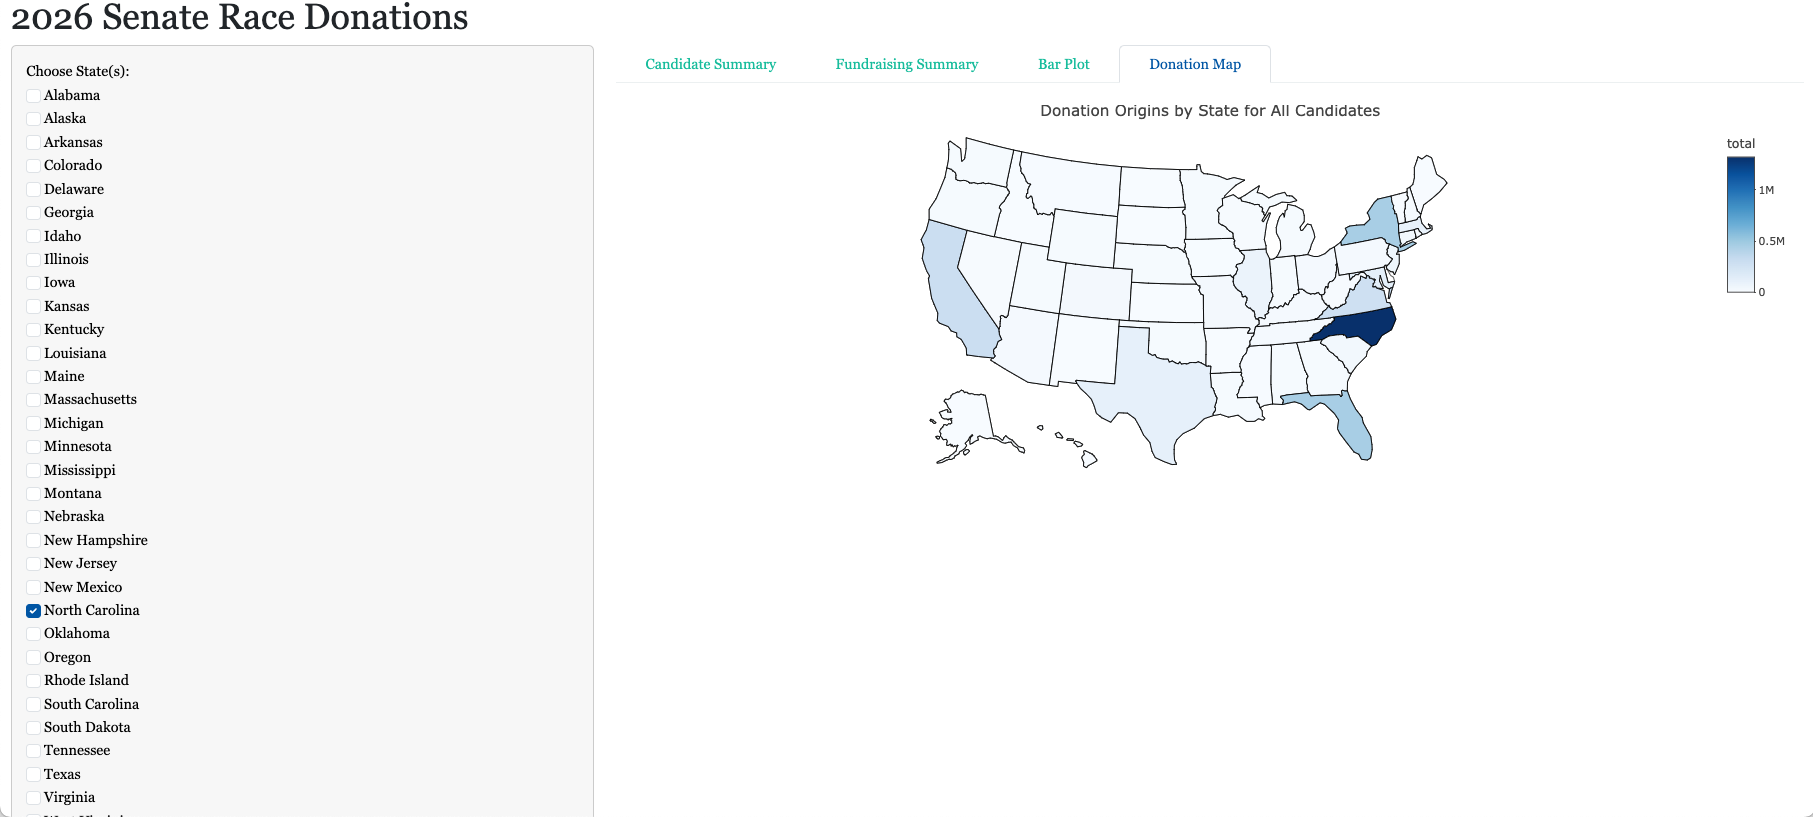 2026 Senate Race Donations
Choose State(s):
Alabama
Alaska
Arkansas
Colorado
Delaware
Georgia
Idaho
Illinois
Iowa
Kansas
Kentucky
Louisiana
Maine
Massachusetts
Michigan
Minnesota
Mississippi
Montana
Nebraska
New Hampshire
New Jersey
New Mexico
North Carolina
Oklahoma
Oregon
Rhode Island
South Carolina
South Dakota
Tennessee
Texas
Virginia
Candidate Summary Fundraising Summary Bar Plot Donation Map
Donation Origins by State for All Candidates
total
1M
0.5M
0